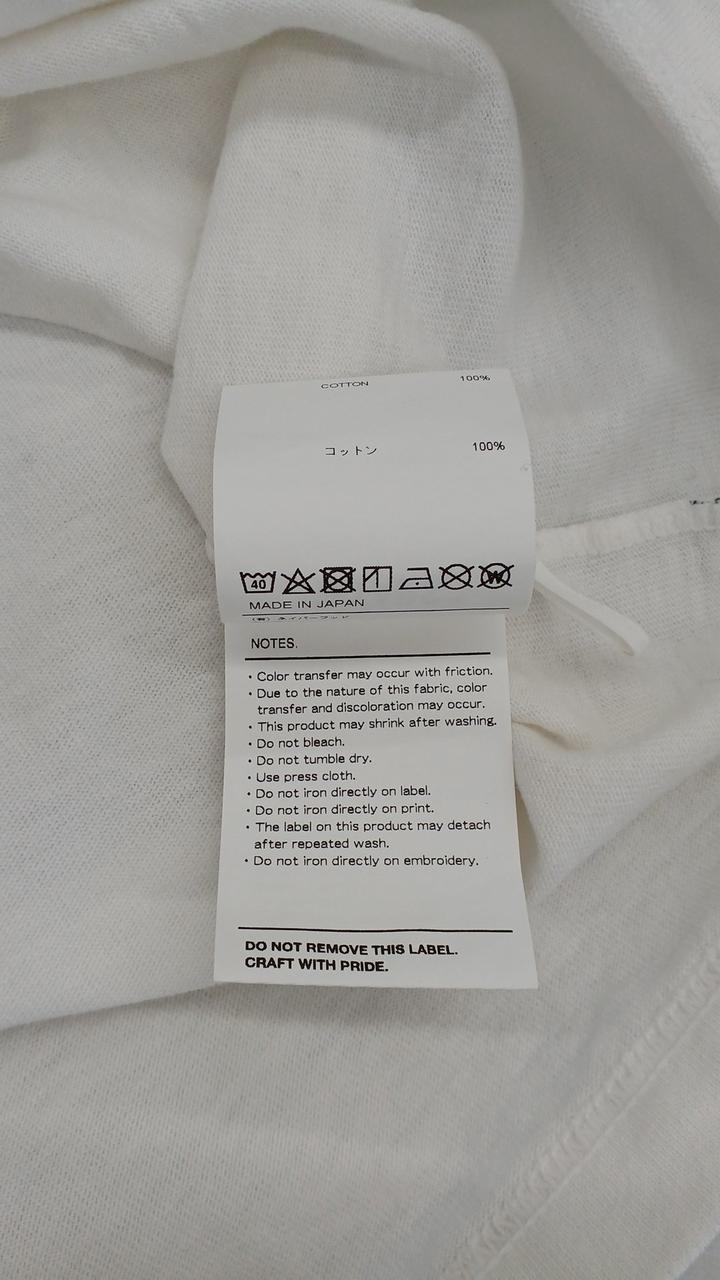 COTTON 100%
コットン 100%
40 W
MADE IN JAPAN
NOTES.
・Color transfer may occur with friction.
・Due to the nature of this fabric, color
transfer and discoloration may occur.
・This product may shrink after washing.
・Do not bleach.
・Do not tumble dry.
・Use press cloth.
・Do not iron directly on label.
・Do not iron directly on print.
・The label on this product may detach
after repeated wash.
・Do not iron directly on embroidery.
DO NOT REMOVE THIS LABEL.
CRAFT WITH PRIDE.